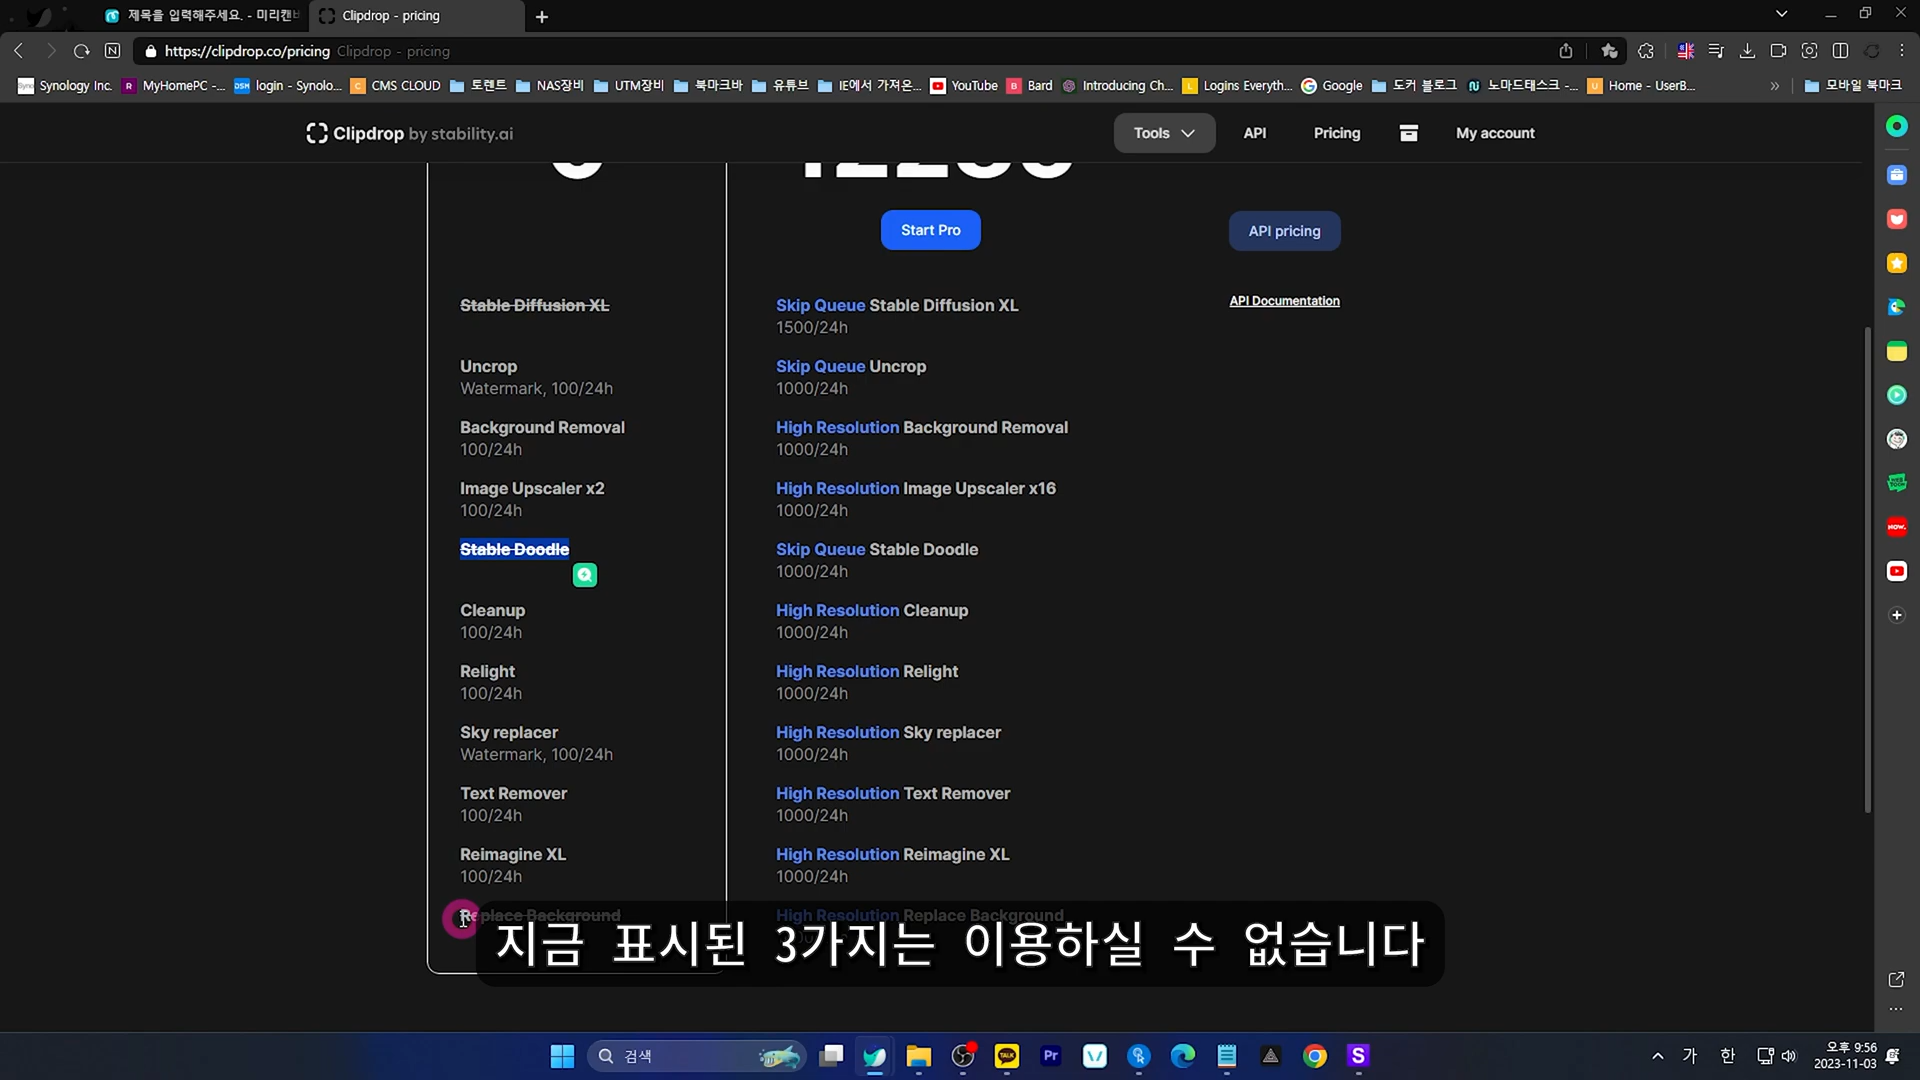 제목을 입력해주세요. - 미리캔버
Clipdrop - pricing
https://clipdrop.co/pricing Clipdrop - pricing
Synology Inc.
MyHomePC -...
login - Synolo...
CMS CLOUD
토렌트
NAS장비
UTM장비
북마크바
유튜브
IE에서 가져온...
YouTube
Bard
Introducing Ch...
Logins Everyth...
Google
도커 블로그
노마드태스크 -...
Home - UserB...
모바일 북마크
Clipdrop by stability.ai
Tools
API
Pricing
My account
Start Pro
API pricing
API Documentation
Stable Diffusion XL
Uncrop
Watermark, 100/24h
Background Removal
100/24h
Image Upscaler x2
100/24h
Stable Doodle
Cleanup
100/24h
Relight
100/24h
Sky replacer
Watermark, 100/24h
Text Remover
100/24h
Reimagine XL
100/24h
Replace Background
Skip Queue Stable Diffusion XL
1500/24h
Skip Queue Uncrop
1000/24h
High Resolution Background Removal
1000/24h
High Resolution Image Upscaler x16
1000/24h
Skip Queue Stable Doodle
1000/24h
High Resolution Cleanup
1000/24h
High Resolution Relight
1000/24h
High Resolution Sky replacer
1000/24h
High Resolution Text Remover
1000/24h
High Resolution Reimagine XL
1000/24h
High Resolution Replace Background
지금 표시된 3가지는 이용하실 수 없습니다
검색
TALK
Pr
가
한
오후 9:56
2023-11-03